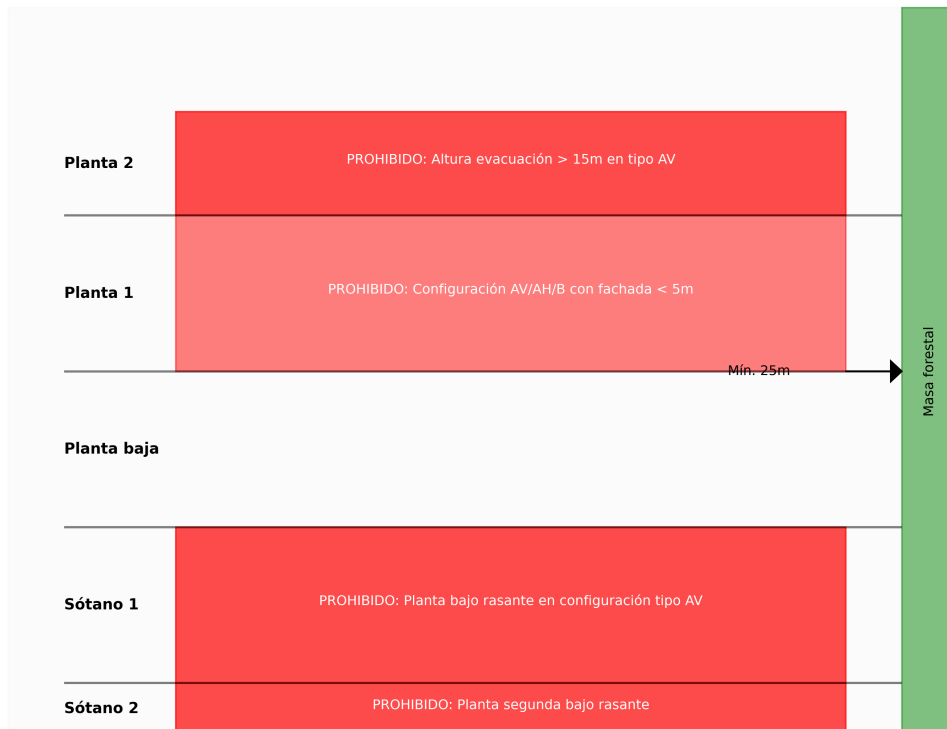 Planta 2
PROHIBIDO: Altura evacuación > 15m en tipo AV
Planta 1
PROHIBIDO: Configuración AV/AH/B con fachada < 5m
Mín. 25m
Masa forestal
Planta baja
Sótano 1
PROHIBIDO: Planta bajo rasante en configuración tipo AV
Sótano 2
PROHIBIDO: Planta segunda bajo rasante